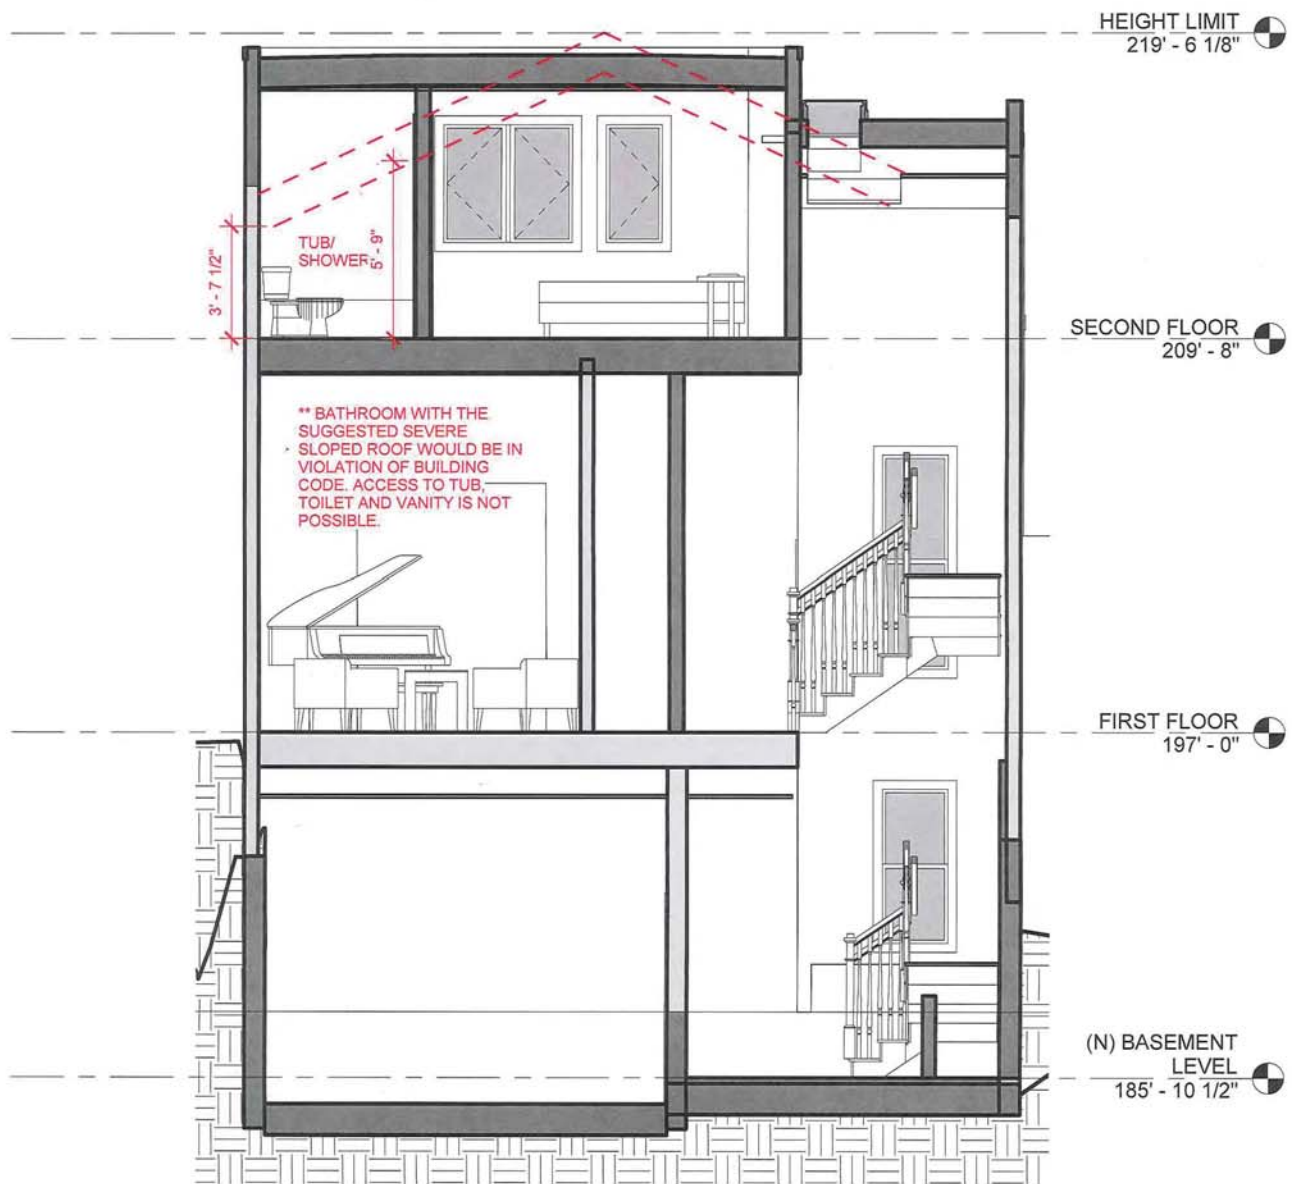 HEIGHT LIMIT
219' - 6 1/8"
TUB/
SHOWER
5' - 9"
3' - 7 1/2"
SECOND FLOOR
209' - 8"
** BATHROOM WITH THE
SUGGESTED SEVERE
SLOPED ROOF WOULD BE IN
VIOLATION OF BUILDING
CODE. ACCESS TO TUB,
TOILET AND VANITY IS NOT
POSSIBLE.
FIRST FLOOR
197' - 0"
(N) BASEMENT
LEVEL
185' - 10 1/2"